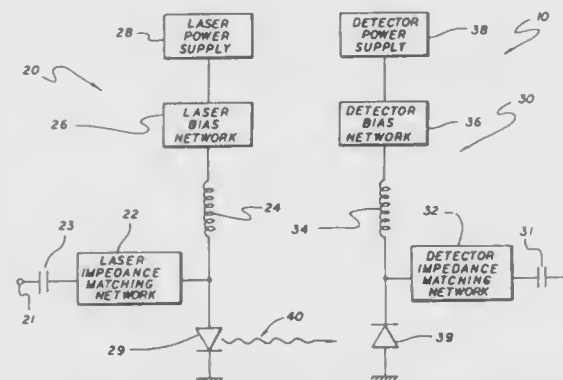 28
LASER
POWER
SUPPLY
DETECTOR
POWER
SUPPLY
38
10
20
26
LASER
BIAS
NETWORK
DETECTOR
BIAS
NETWORK
36
30
24
34
23
22
LASER
IMPEDANCE
MATCHING
NETWORK
32
DETECTOR
IMPEDANCE
MATCHING
NETWORK
31
21
29
40
39